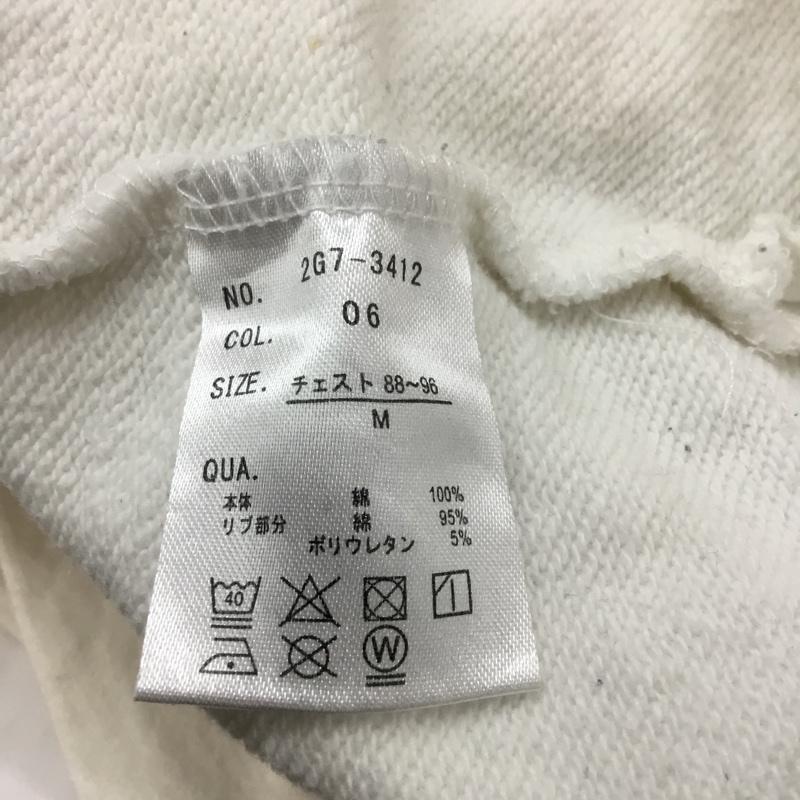 NO. 2G7-3412
COL. 06
SIZE. チェスト 88~96
M
QUA.
本体 綿 100%
リブ部分 綿 95%
ポリウレタン 5%
40
W